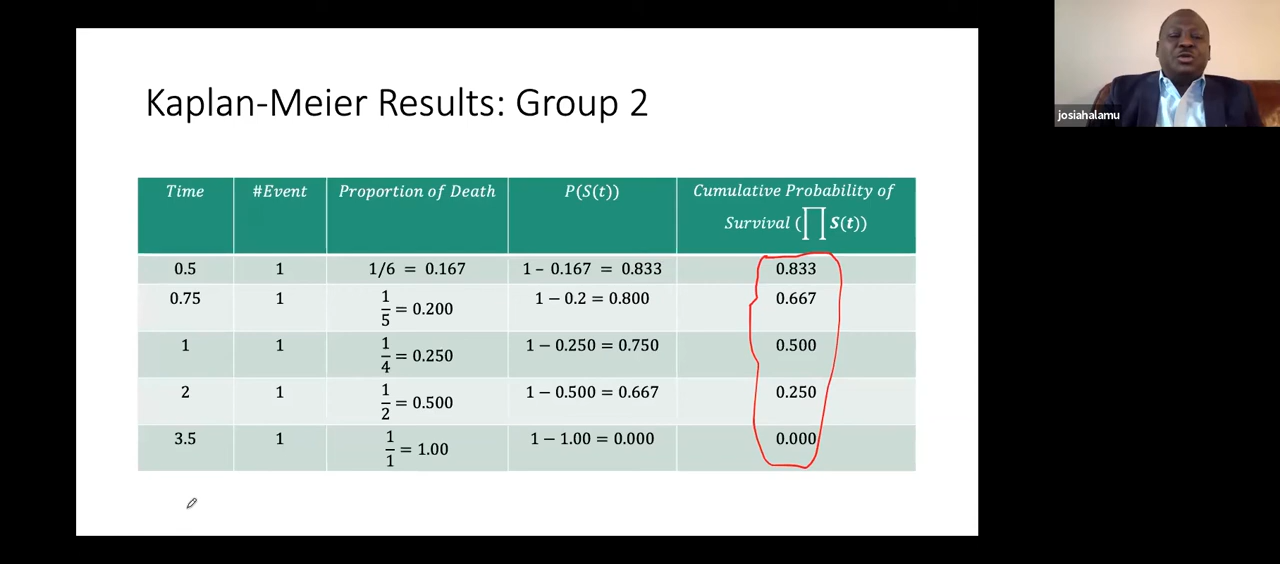 Kaplan-Meier Results: Group 2
josiahalamu
Time #Event Proportion of Death P(S(t)) Cumulative Probability of
Survival (∏ S(t))
0.5 1 1/6 = 0.167 1 – 0.167 = 0.833 0.833
0.75 1 1/5 = 0.200 1 − 0.2 = 0.800 0.667
1 1 1/4 = 0.250 1 − 0.250 = 0.750 0.500
2 1 1/2 = 0.500 1 − 0.500 = 0.667 0.250
3.5 1 1/1 = 1.00 1 − 1.00 = 0.000 0.000